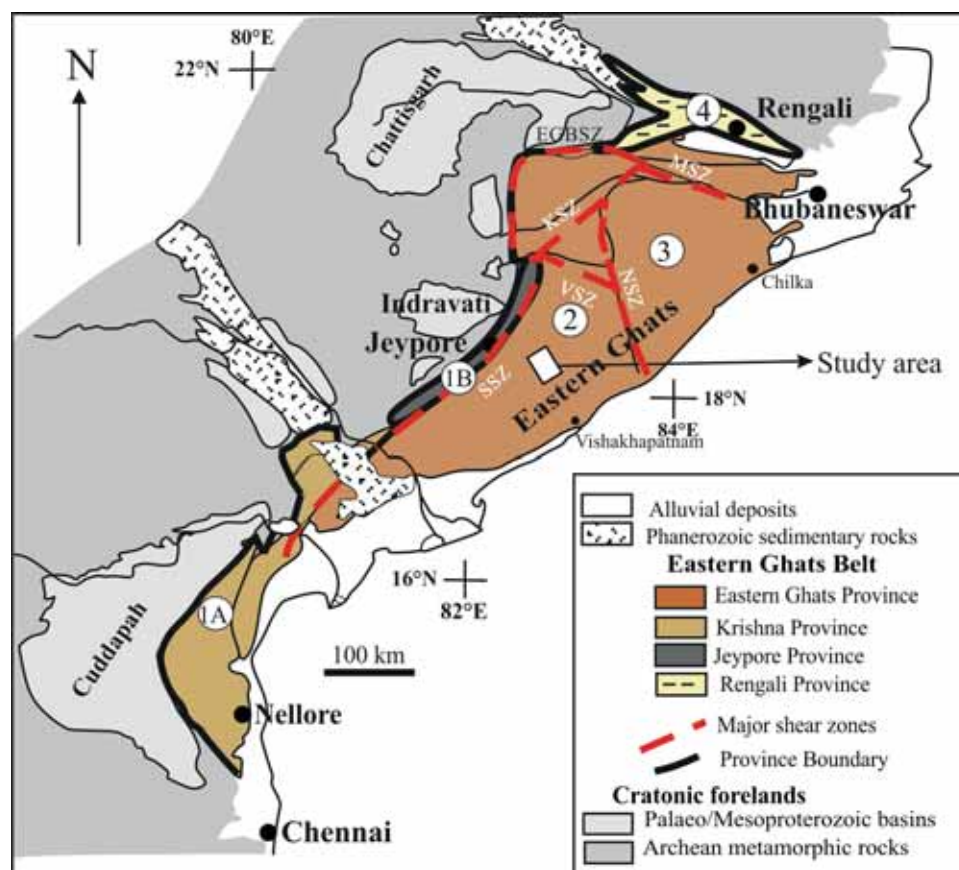 80°E
22°N
N
Chattisgarh
4
Rengali
EGBSZ
MSZ
Bhubaneswar
KSZ
3
Chilka
NSZ
VSZ
2
Indravati
Jeypore
1B
SSZ
Eastern Ghats
Study area
18°N
84°E
Vishakhapatnam
16°N
82°E
1A
Cuddapah
100 km
Nellore
Chennai
Alluvial deposits
Phanerozoic sedimentary rocks
Eastern Ghats Belt
Eastern Ghats Province
Krishna Province
Jeypore Province
Rengali Province
Major shear zones
Province Boundary
Cratonic forelands
Palaeo/Mesoproterozoic basins
Archean metamorphic rocks